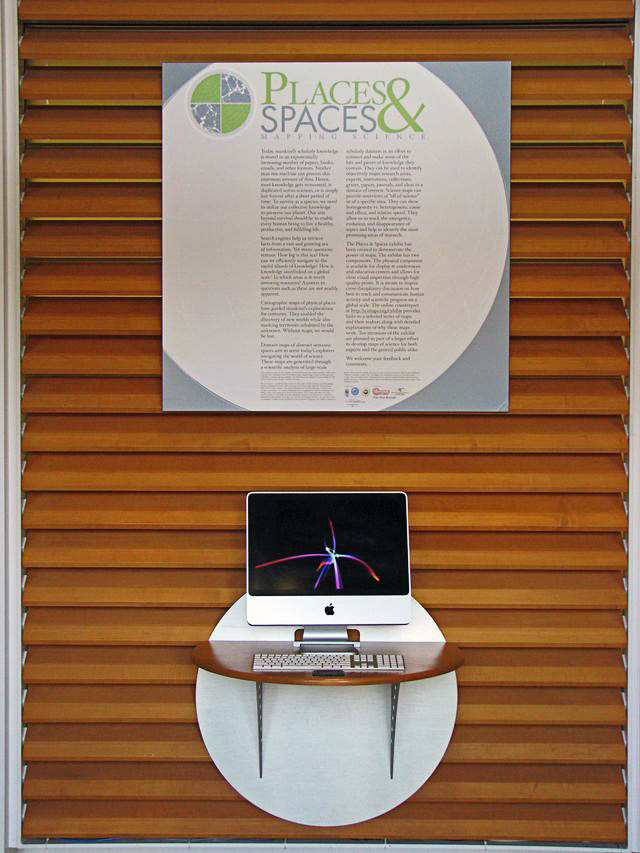 PLACES &
SPACES
MAPPING SCIENCE
Today, mankind's scholarly knowledge
is stored in an exponentially
increasing number of papers, books,
emails, and other formats. Neither
man nor machine can process this
enormous amount of data. Hence,
most knowledge gets reinvented, is
duplicated across sciences, or is simply
lost forever after a short period of
time. To survive as a species, we need
to utilize our collective knowledge
to preserve our planet. Our aim
beyond survival should be to enable
every human being to live a healthy,
productive, and fulfilling life.
Search engines help us retrieve
facts from a vast and growing sea
of information. Yet many questions
remain. How big is this sea? How
can we efficiently navigate to the
useful islands of knowledge? How is
knowledge interlinked on a global
scale? In which areas is it worth
investing resources? Answers to
questions such as these are not readily
apparent.
Cartographic maps of physical places
have guided mankind's explorations
for centuries. They enabled the
discovery of new worlds while also
marking territories inhabited by the
unknown. Without maps, we would
be lost.
Domain maps of abstract semantic
spaces aim to serve today's explorers
navigating the world of science.
These maps are generated through
a scientific analysis of large-scale
scholarly datasets in an effort to
connect and make sense of the
bits and pieces of knowledge they
contain. They can be used to identify
objectively major research areas,
experts, institutions, collections,
grants, papers, journals, and ideas in a
domain of interest. Science maps can
provide overviews of "all-of-science"
or of a specific area. They can show
homogeneity vs. heterogeneity, cause
and effect, and relative speed. They
allow us to track the emergence,
evolution, and disappearance of
topics and help to identify the most
promising areas of research.
The Places & Spaces exhibit has
been created to demonstrate the
power of maps. The exhibit has two
components. The physical component
is available for display at conferences
and education centers and allows for
close visual inspection through high
quality prints. It is meant to inspire
cross-disciplinary discussion on how
best to track and communicate human
activity and scientific progress on a
global scale. The online counterpart
at http://scimaps.org/exhibit provides
links to a selected series of maps
and their makers along with detailed
explanations of why these maps
work. Ten iterations of the exhibit
are planned as part of a larger effort
to develop maps of science for both
experts and the general public alike.
We welcome your feedback and
comments.